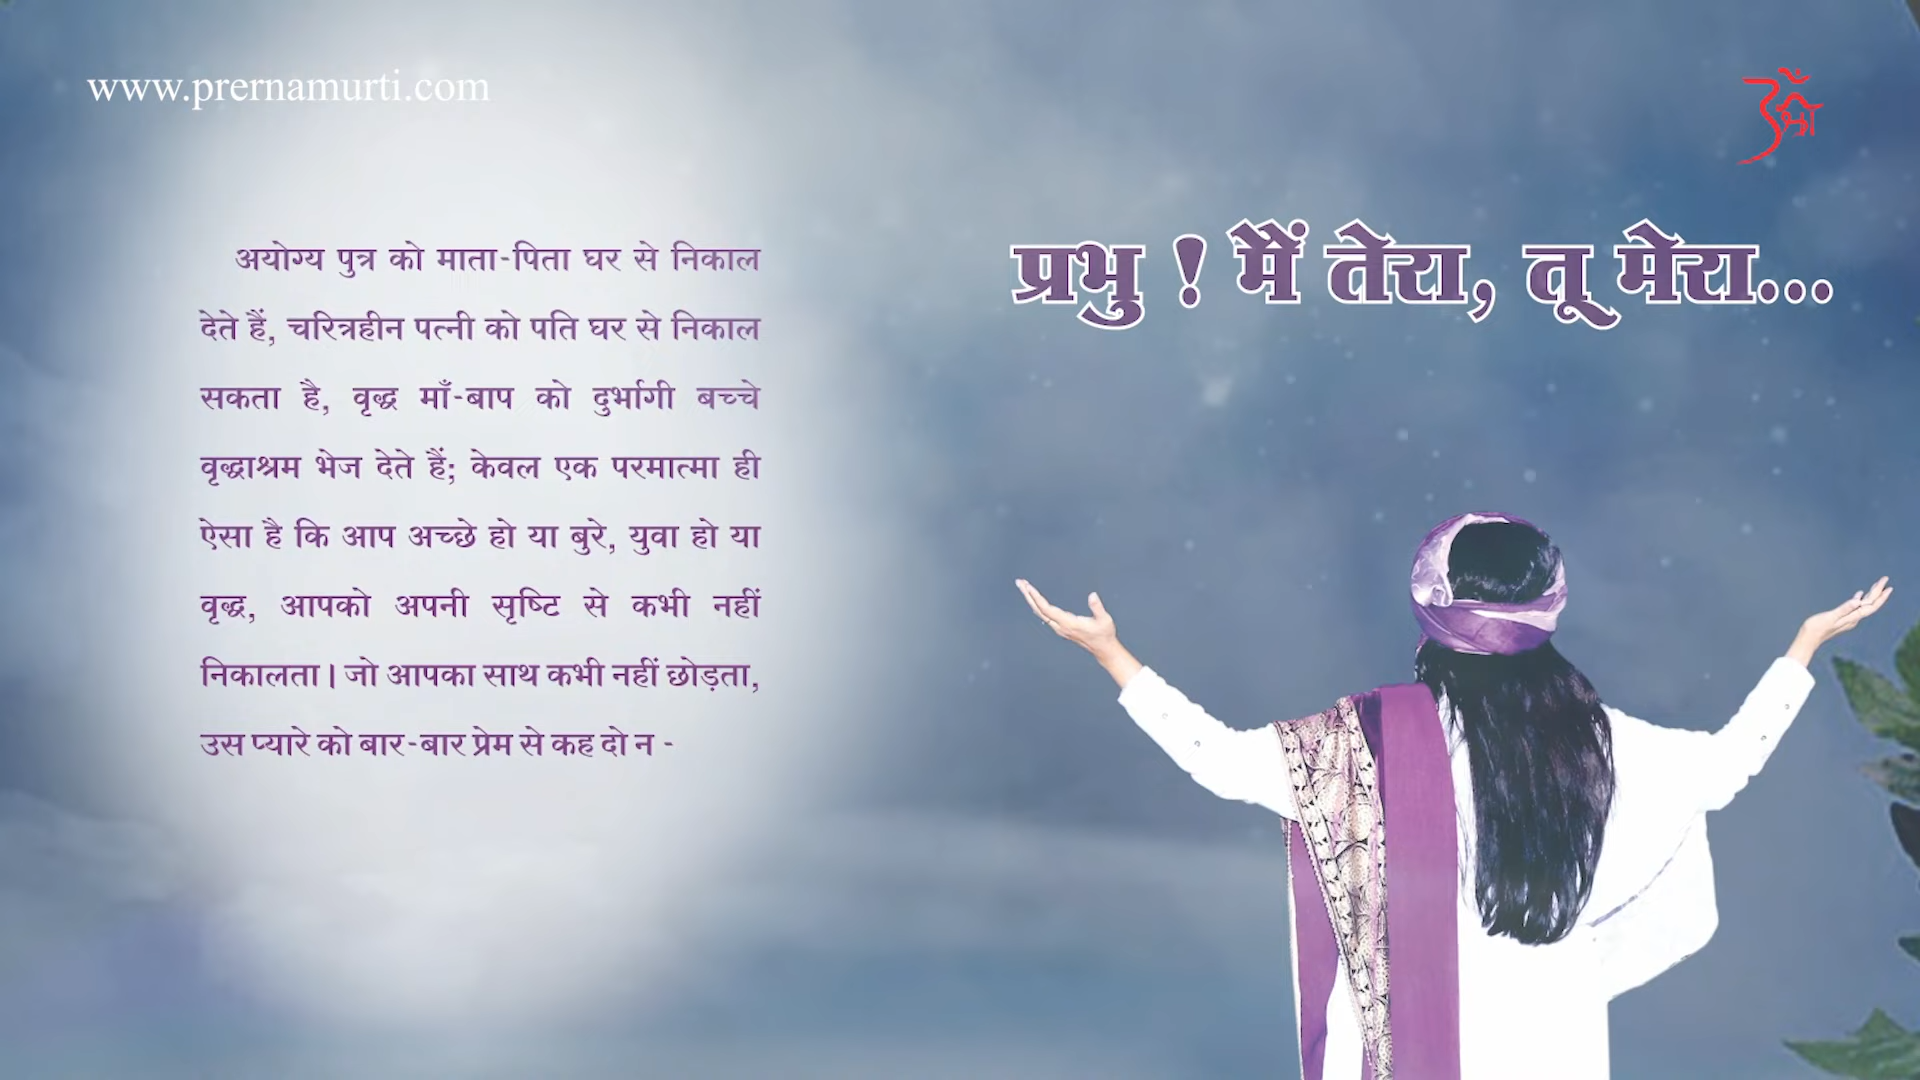 www.prernamurti.com
अयोग्य पुत्र को माता-पिता घर से निकाल
देते हैं, चरित्रहीन पत्नी को पति घर से निकाल
सकता है, वृद्ध माँ-बाप को दुर्भागी बच्चे
वृद्धाश्रम भेज देते हैं; केवल एक परमात्मा ही
ऐसा है कि आप अच्छे हो या बुरे, युवा हो या
वृद्ध, आपको अपनी सृष्टि से कभी नहीं
निकालता। जो आपका साथ कभी नहीं छोड़ता,
उस प्यारे को बार-बार प्रेम से कह दो न -
प्रभु ! मैं तेरा, तू मेरा...